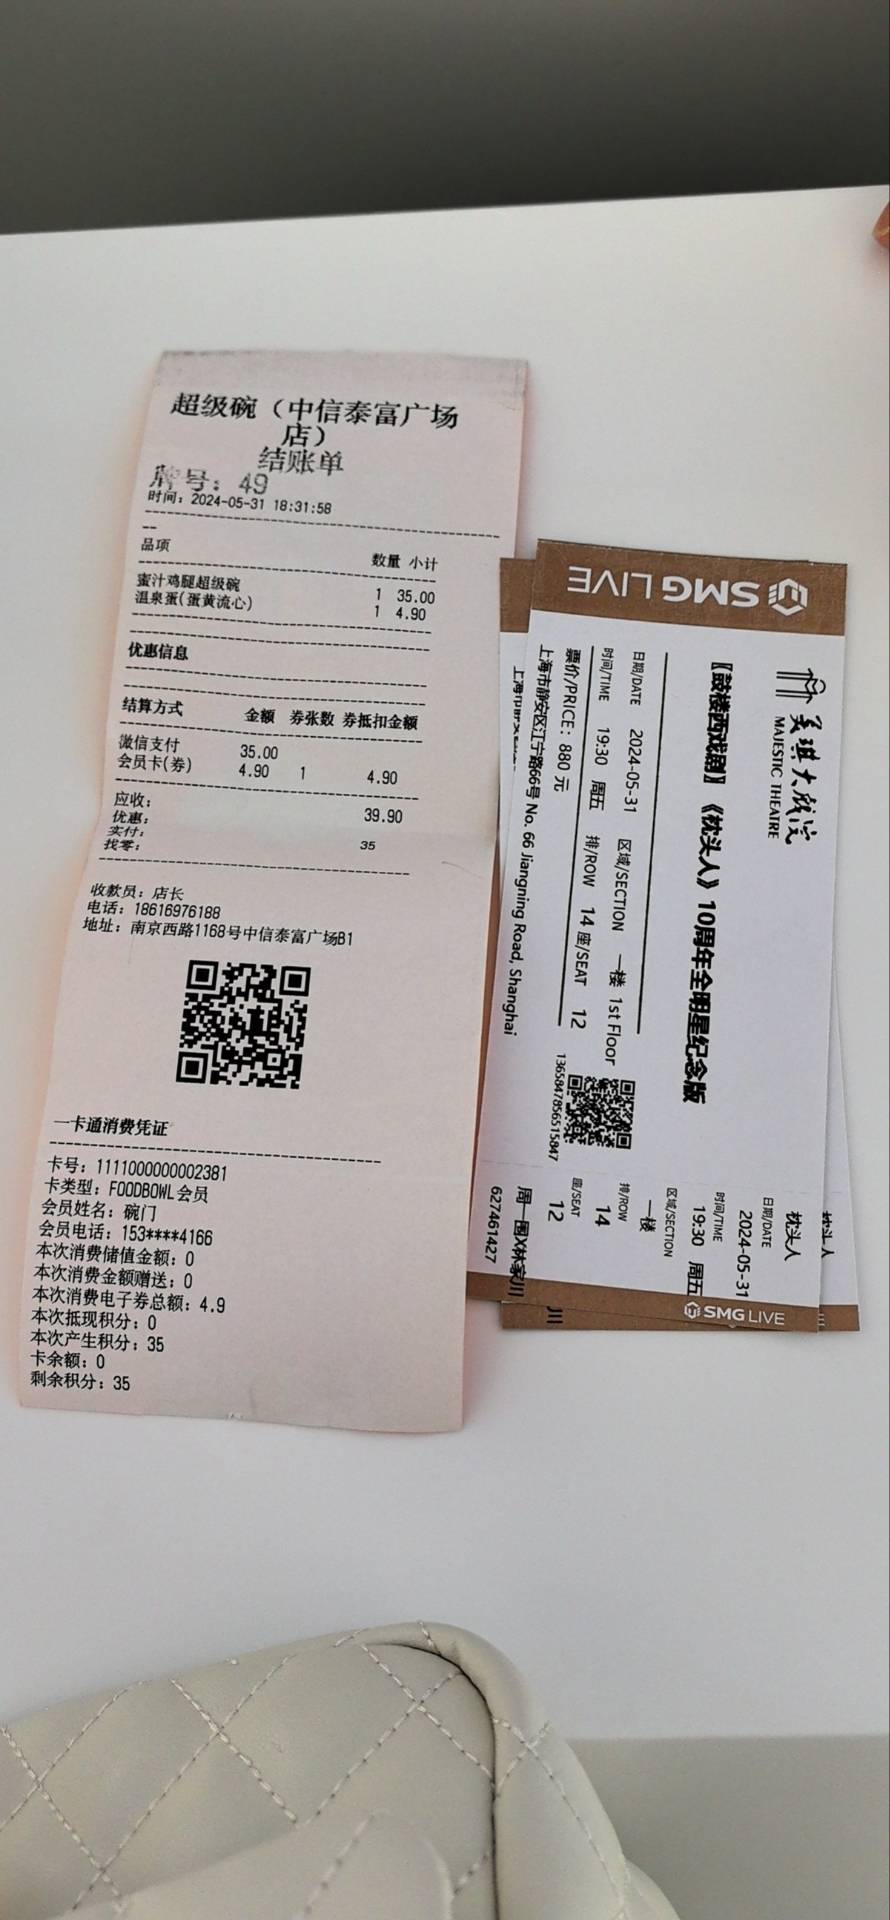 超级碗（中信泰富广场
店）
结账单
牌号：49
时间：2024-05-31 18:31:58
品项 数量 小计
蜜汁鸡腿超级碗 1 35.00
温泉蛋(蛋黄流心) 1 4.90
优惠信息
结算方式 金额 券张数 券抵扣金额
微信支付 35.00
会员卡(券) 4.90 1 4.90
应收： 39.90
优惠：
实付： 35
找零：
收款员：店长
电话：18616976188
地址：南京西路1168号中信泰富广场B1
一卡通消费凭证
卡号：1111000000002381
卡类型：FOODBOWL会员
会员姓名：碗门
会员电话：153****4166
本次消费储值金额：0
本次消费金额赠送：0
本次消费电子券总额：4.9
本次抵现积分：0
本次产生积分：35
卡余额：0
剩余积分：35
SMG LIVE
美琪大戏院
MAJESTIC THEATRE
【鼓楼西戏剧】《枕头人》10周年全明星纪念版
日期/DATE 2024-05-31 区域/SECTION 一楼 1st Floor
时间/TIME 19:30 周五 排/ROW 14 座/SEAT 12
票价/PRICE：880 元
上海市静安区江宁路66号 No. 66 Jiangning Road, Shanghai
1365847856515847
枕头人
日期/DATE
2024-05-31
时间/TIME
19:30 周五
区域/SECTION
一楼
排/ROW
14
座/SEAT
12
周一围X林家川
627461427
SMG LIVE
枕头人
川